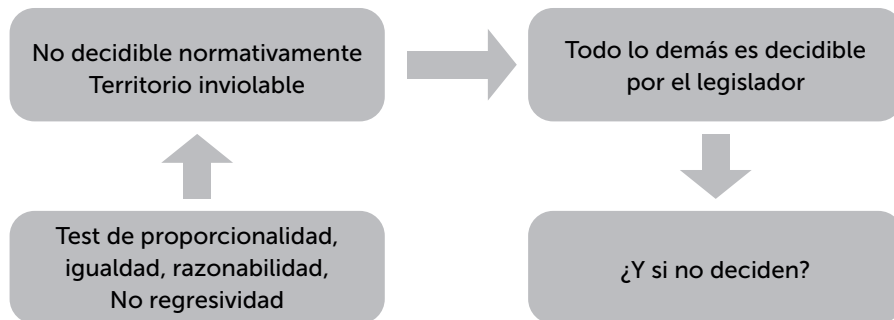 No decidible normativamente
Territorio inviolable
Todo lo demás es decidible
por el legislador
Test de proporcionalidad,
igualdad, razonabilidad,
No regresividad
¿Y si no deciden?